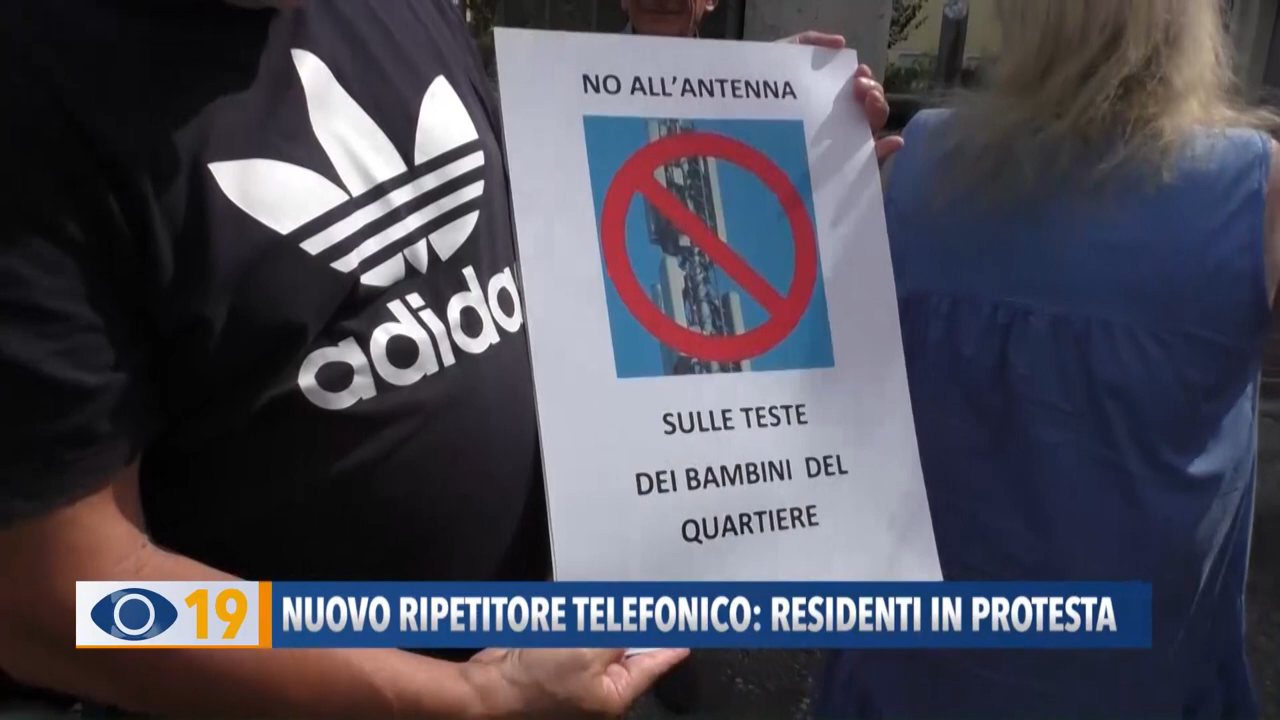 NO ALL'ANTENNA
adidas
SULLE TESTE
DEI BAMBINI DEL
QUARTIERE
19 NUOVO RIPETITORE TELEFONICO: RESIDENTI IN PROTESTA